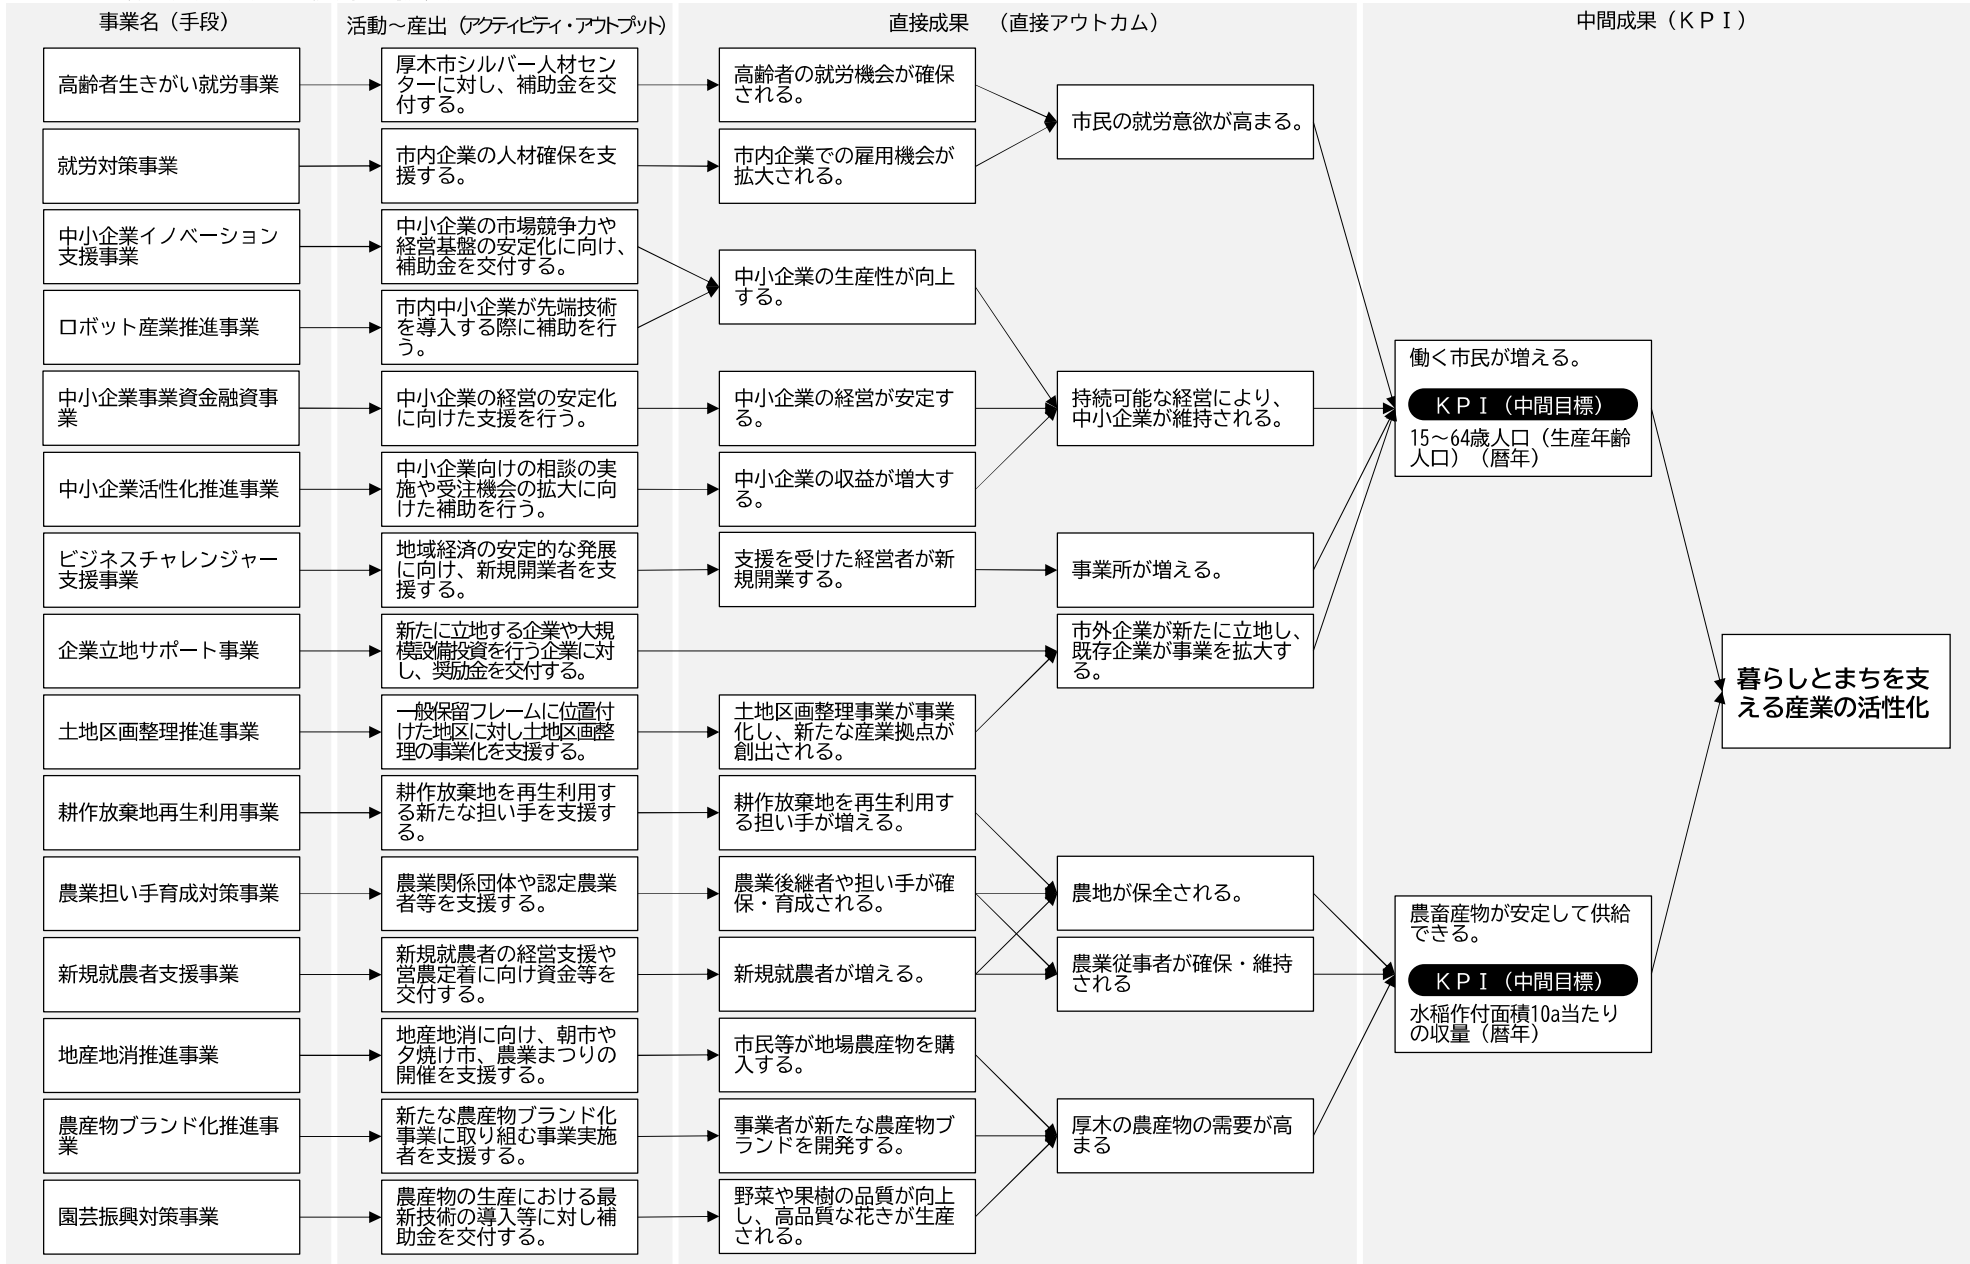 事業名（手段）
活動～産出（アクティビティ・アウトプット）
直接成果　（直接アウトカム）
中間成果（ＫＰＩ）
高齢者生きがい就労事業
厚木市シルバー人材セン
ターに対し、補助金を交
付する。
高齢者の就労機会が確保
される。
市民の就労意欲が高まる。
就労対策事業
市内企業の人材確保を支
援する。
市内企業での雇用機会が
拡大される。
中小企業イノベーション
支援事業
中小企業の市場競争力や
経営基盤の安定化に向け、
補助金を交付する。
中小企業の生産性が向上
する。
ロボット産業推進事業
市内中小企業が先端技術
を導入する際に補助を行
う。
中小企業事業資金融資事
業
中小企業の経営の安定化
に向けた支援を行う。
中小企業の経営が安定す
る。
持続可能な経営により、
中小企業が維持される。
働く市民が増える。
ＫＰＩ（中間目標）
15～64歳人口（生産年齢
人口）（暦年）
中小企業活性化推進事業
中小企業向けの相談の実
施や受注機会の拡大に向
けた補助を行う。
中小企業の収益が増大す
る。
ビジネスチャレンジャー
支援事業
地域経済の安定的な発展
に向け、新規開業者を支
援する。
支援を受けた経営者が新
規開業する。
事業所が増える。
企業立地サポート事業
新たに立地する企業や大規
模設備投資を行う企業に対
し、奨励金を交付する。
市外企業が新たに立地し、
既存企業が事業を拡大す
る。
暮らしとまちを支
える産業の活性化
土地区画整理推進事業
一般保留フレームに位置付
けた地区に対し土地区画整
理の事業化を支援する。
土地区画整理事業が事業
化し、新たな産業拠点が
創出される。
耕作放棄地再生利用事業
耕作放棄地を再生利用す
る新たな担い手を支援す
る。
耕作放棄地を再生利用す
る担い手が増える。
農業担い手育成対策事業
農業関係団体や認定農業
者等を支援する。
農業後継者や担い手が確
保・育成される。
農地が保全される。
農畜産物が安定して供給
できる。
ＫＰＩ（中間目標）
水稲作付面積10a当たり
の収量（暦年）
新規就農者支援事業
新規就農者の経営支援や
営農定着に向け資金等を
交付する。
新規就農者が増える。
農業従事者が確保・維持
される
地産地消推進事業
地産地消に向け、朝市や
夕焼け市、農業まつりの
開催を支援する。
市民等が地場農産物を購
入する。
農産物ブランド化推進事
業
新たな農産物ブランド化
事業に取り組む事業実施
者を支援する。
事業者が新たな農産物ブ
ランドを開発する。
厚木の農産物の需要が高
まる
園芸振興対策事業
農産物の生産における最
新技術の導入等に対し補
助金を交付する。
野菜や果樹の品質が向上
し、高品質な花きが生産
される。